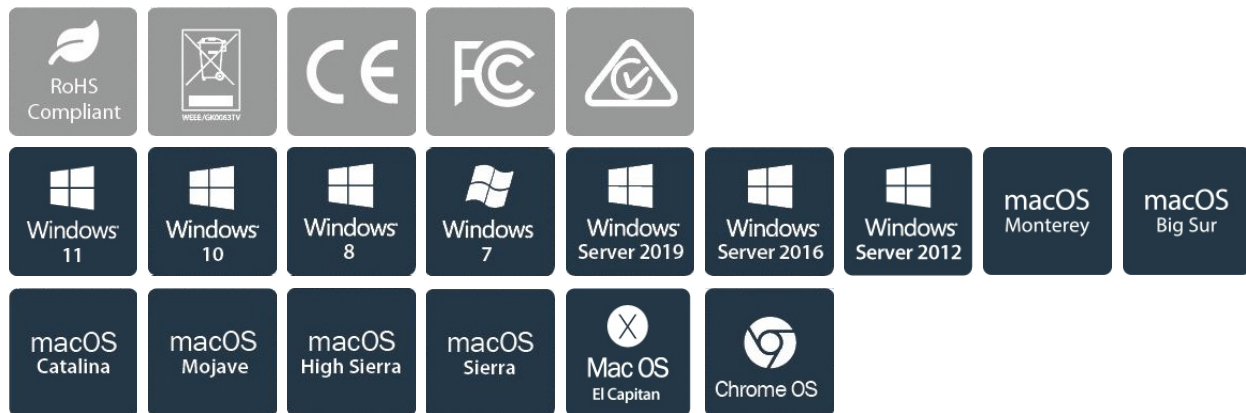 RoHS
Compliant
WEEE/GK0063TV
CE
FC
Windows
11
Windows
10
Windows
8
Windows
7
Windows
Server 2019
Windows
Server 2016
Windows
Server 2012
macOS
Monterey
macOS
Big Sur
macOS
Catalina
macOS
Mojave
macOS
High Sierra
macOS
Sierra
X
Mac OS
El Capitan
Chrome OS